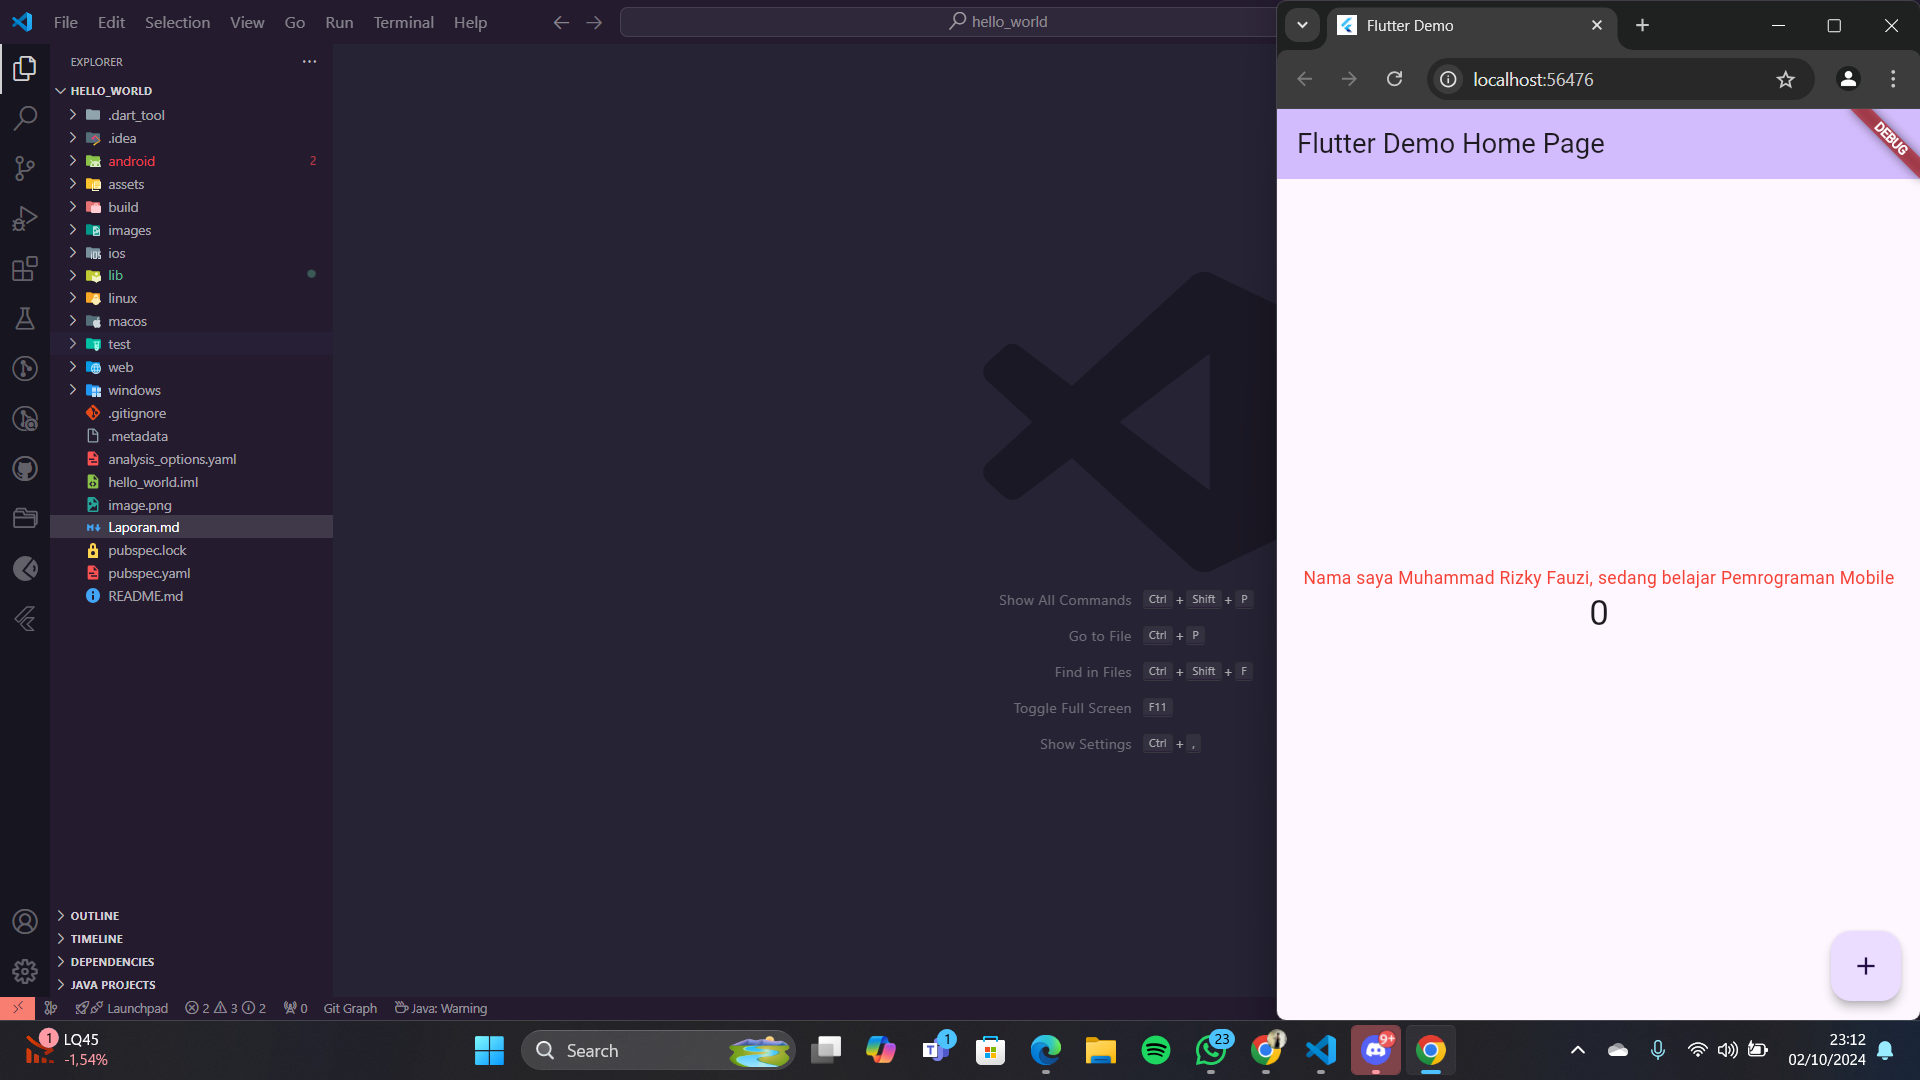 File Edit Selection View Go Run Terminal Help
hello_world
EXPLORER
HELLO_WORLD
.dart_tool
.idea
android 2
assets
build
images
ios
lib
linux
macos
test
web
windows
.gitignore
.metadata
analysis_options.yaml
hello_world.iml
image.png
Laporan.md
pubspec.lock
pubspec.yaml
README.md
OUTLINE
TIMELINE
DEPENDENCIES
JAVA PROJECTS
Show All Commands Ctrl + Shift + P
Go to File Ctrl + P
Find in Files Ctrl + Shift + F
Toggle Full Screen F11
Show Settings Ctrl + ,
Launchpad 2 3 2 0 Git Graph Java: Warning
Flutter Demo
localhost:56476
Flutter Demo Home Page
DEBUG
Nama saya Muhammad Rizky Fauzi, sedang belajar Pemrograman Mobile
0
+
1
LQ45
-1,54%
Search
1
23
9+
23:12
02/10/2024